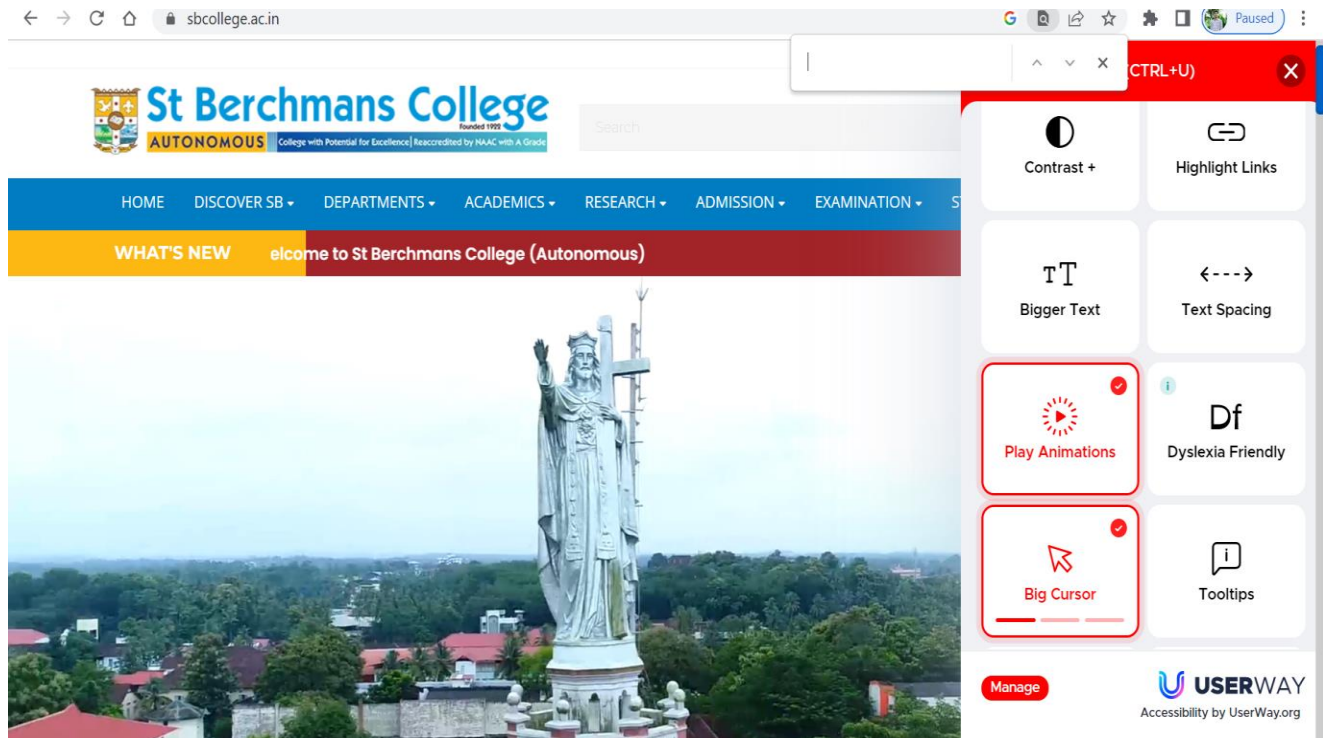 sbcollege.ac.in
Paused
(CTRL+U)
St Berchmans College
Founded 1922
AUTONOMOUS College with Potential for Excellence| Reaccredited by NAAC with A Grade
Search
HOME DISCOVER SB DEPARTMENTS ACADEMICS RESEARCH ADMISSION EXAMINATION
WHAT'S NEW elcome to St Berchmans College (Autonomous)
Contrast +
Highlight Links
Bigger Text
Text Spacing
Play Animations
Df
Dyslexia Friendly
Big Cursor
Tooltips
Manage
USERWAY
Accessibility by UserWay.org